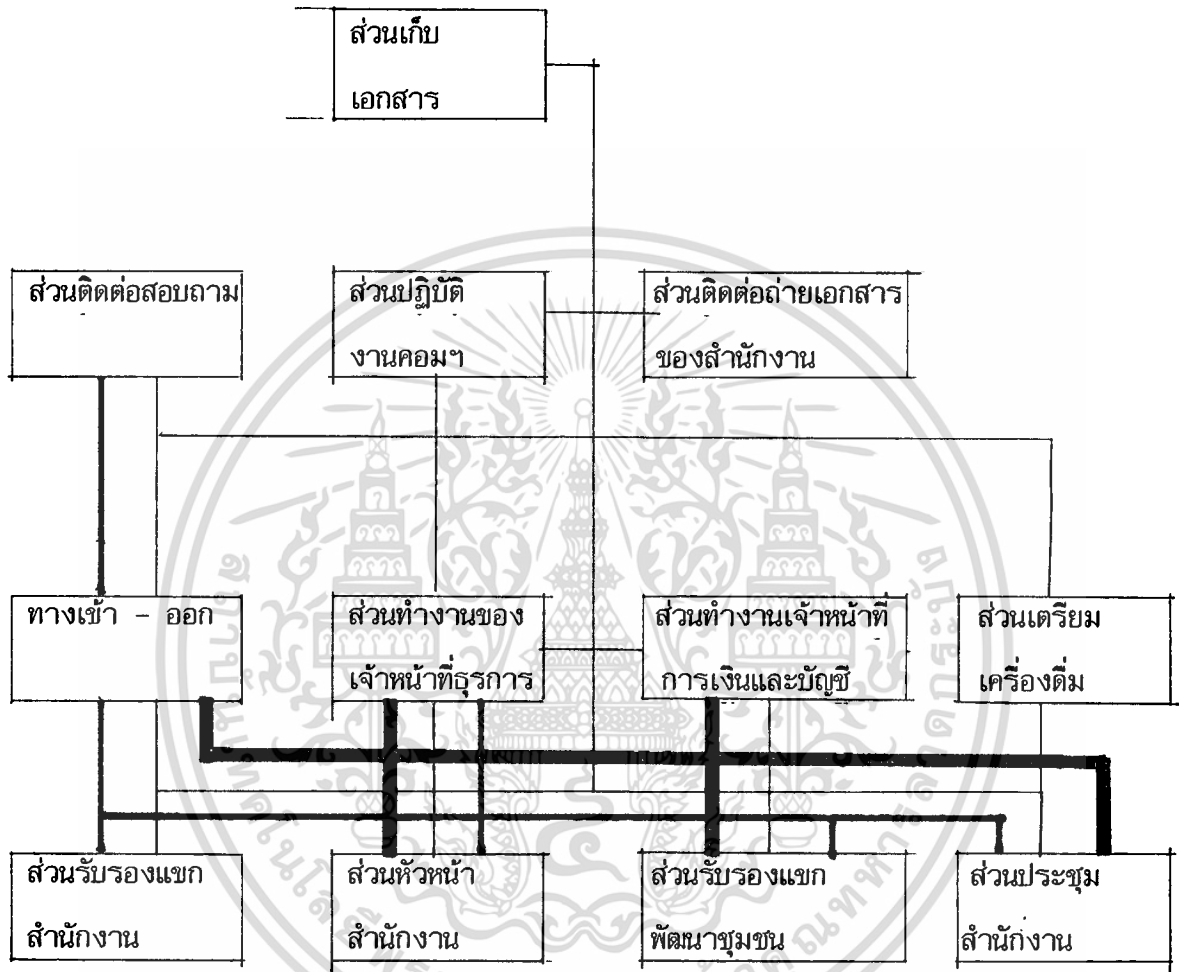 ส่วนเก็บ
เอกสาร
ส่วนติดต่อสอบถาม
ส่วนปฏิบัติ
งานคอมฯ
ส่วนติดต่อถ่ายเอกสาร
ของสำนักงาน
ทางเข้า - ออก
ส่วนทำงานของ
เจ้าหน้าที่ธุรการ
ส่วนทำงานเจ้าหน้าที่
การเงินและบัญชี
ส่วนเตรียม
เครื่องดื่ม
ส่วนรับรองแขก
สำนักงาน
ส่วนหัวหน้า
สำนักงาน
ส่วนรับรองแขก
พัฒนาชุมชน
ส่วนประชุม
สำนักงาน